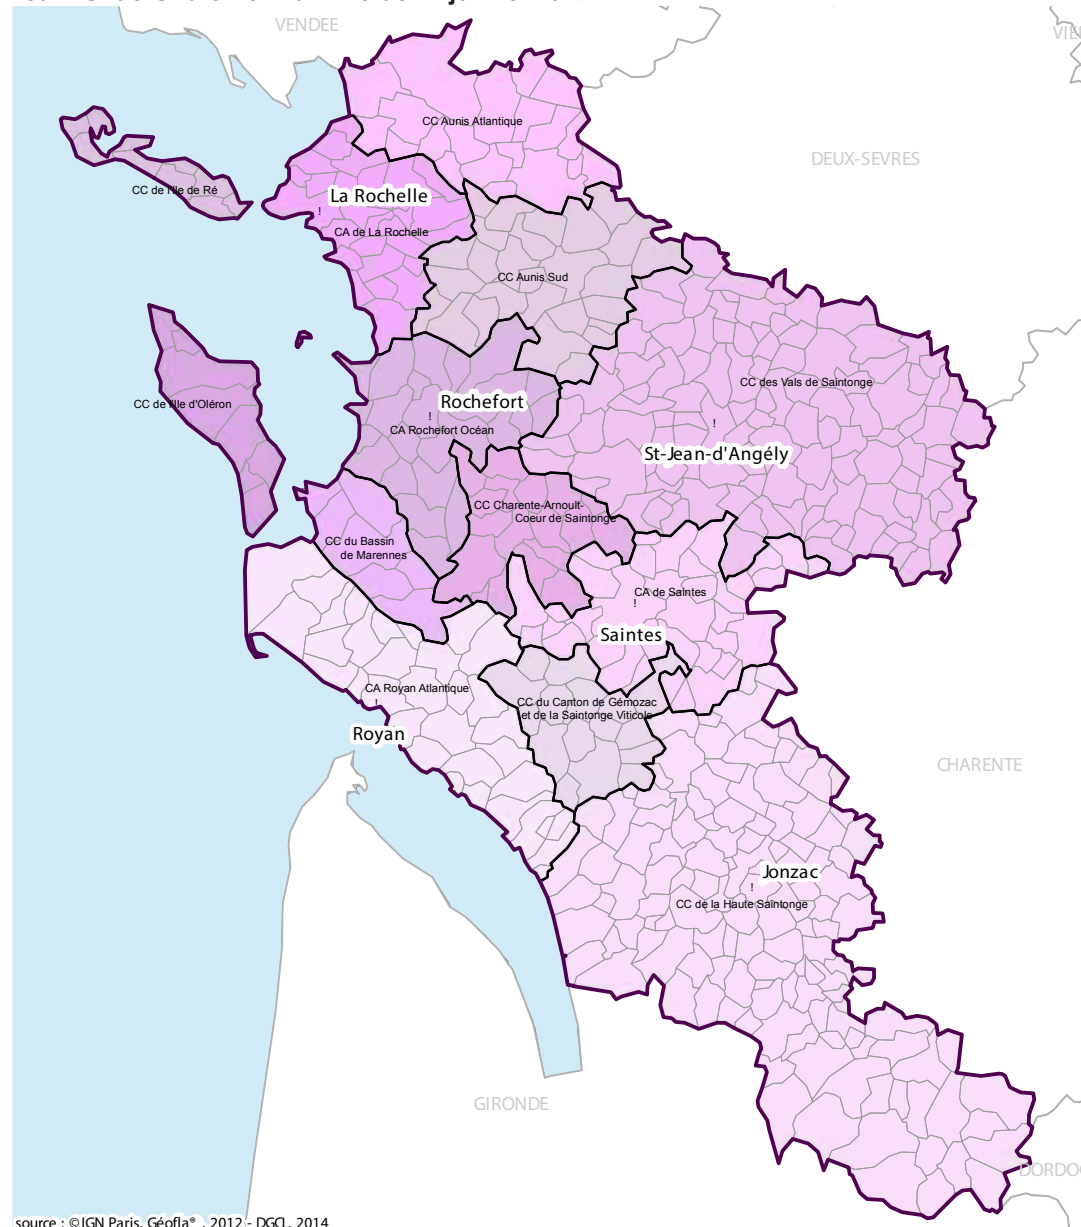 VENDEE
CC Aunis Atlantique
DEUX-SEVRES
CC de l'Ile de Ré
La Rochelle
!
CA de La Rochelle
CC Aunis Sud
CC des Vals de Saintonge
CC de l'Ile d'Oléron
Rochefort
!
CA Rochefort Océan
!
St-Jean-d'Angély
CC Charente-Arnoult-
Coeur de Saintonge
CC du Bassin
de Marennes
CA de Saintes
!
Saintes
CA Royan Atlantique
!
CC du Canton de Gémozac
et de la Saintonge Viticole
Royan
CHARENTE
Jonzac
!
CC de la Haute Saintonge
GIRONDE
source : ©IGN Paris, Géofla® , 2012 - DGCL, 2014